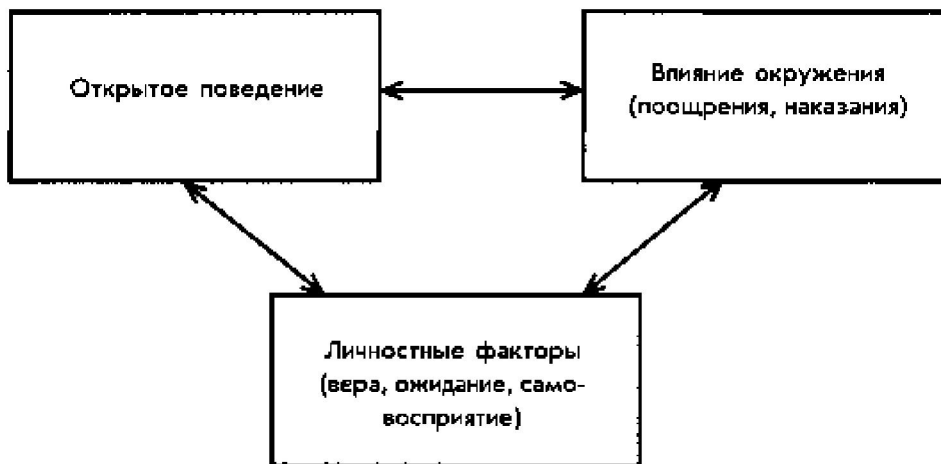 Открытое поведение
Влияние окружения
(поощрения, наказания)
Личностные факторы
(вера, ожидание, само-
восприятие)